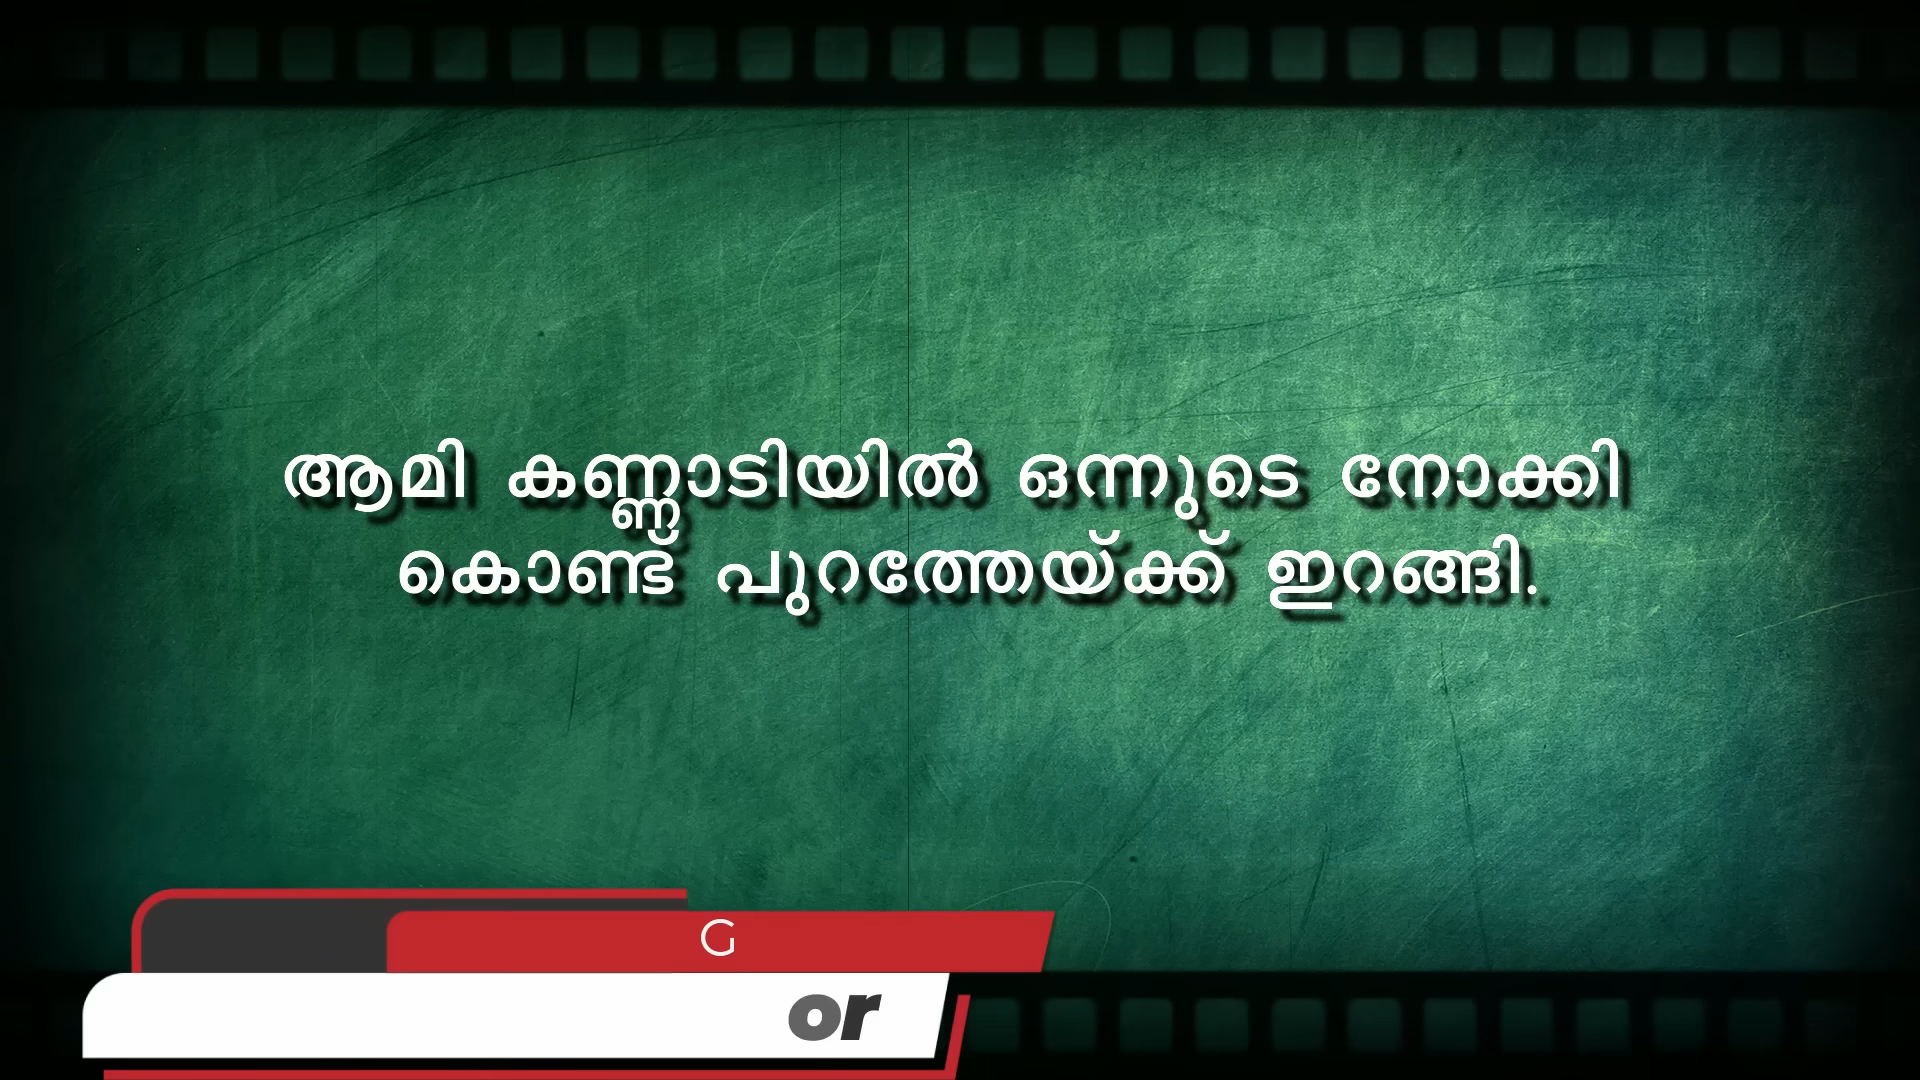 ആമി കണ്ണാടിയിൽ ഒന്നുടെ നോക്കി
കൊണ്ട് പുറത്തേയ്ക്ക് ഇറങ്ങി.
G
or